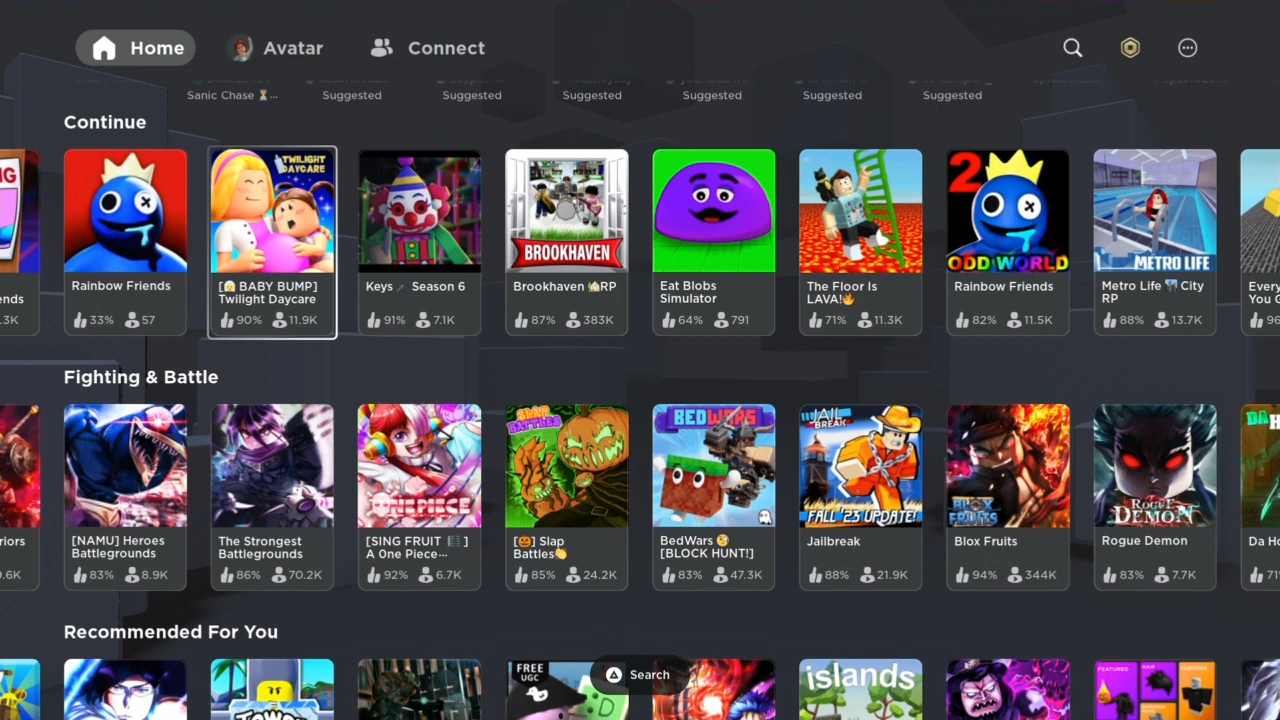 Home
Avatar
Connect
Sanic Chase ⏳...
Suggested
Suggested
Suggested
Suggested
Suggested
Suggested
Continue
TWILIGHT
DAYCARE
BROOKHAVEN
2
ODD WORLD
METRO LIFE
Rainbow Friends
[👶 BABY BUMP]
Twilight Daycare
Keys 🗡 Season 6
Brookhaven 🏡RP
Eat Blobs
Simulator
The Floor Is
LAVA!🔥
Rainbow Friends
Metro Life 🏙 City
RP
33% 57
90% 11.9K
91% 7.1K
87% 383K
64% 791
71% 11.3K
82% 11.5K
88% 13.7K
96
Fighting & Battle
SLAP
BATTLES
ONE PIECE
BEDWARS
JAIL
BREAK
FALL '23 UPDATE!
BLOX
FRUITS
ROGUE
DEMON
[NAMU] Heroes
Battlegrounds
The Strongest
Battlegrounds
[SING FRUIT 🎼]
A One Piece...
[🎃] Slap
Battles👏
BedWars
[BLOCK HUNT!]
Jailbreak
Blox Fruits
Rogue Demon
83% 8.9K
86% 70.2K
92% 6.7K
85% 24.2K
83% 47.3K
88% 21.9K
94% 344K
83% 7.7K
Recommended For You
FREE
UGC
islands
FEATURED
HAIR
Search